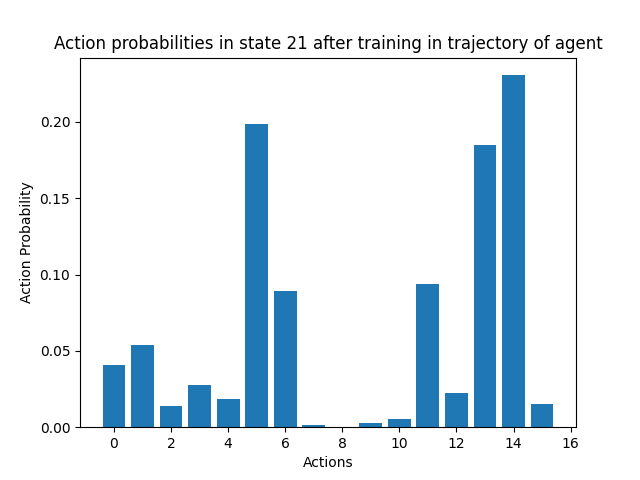 Action probabilities in state 21 after training in trajectory of agent
0.20
0.15
0.10
0.05
0.00
Action Probability
0 2 4 6 8 10 12 14 16
Actions